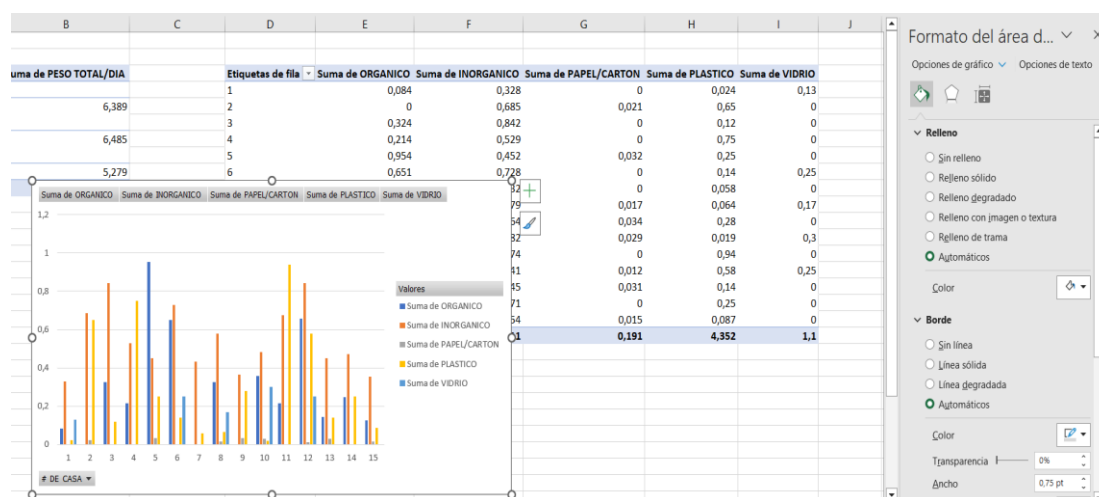 B C D E F G H I J
uma de PESO TOTAL/DIA Etiquetas de fila Suma de ORGANICO Suma de INORGANICO Suma de PAPEL/CARTON Suma de PLASTICO Suma de VIDRIO
1 0,084 0,328 0 0,024 0,13
6,389 2 0 0,685 0,021 0,65 0
3 0,324 0,842 0 0,12 0
6,485 4 0,214 0,529 0 0,75 0
5 0,954 0,452 0,032 0,25 0
5,279 6 0,651 0,728 0 0,14 0,25
32 0 0,058 0
79 0,017 0,064 0,17
64 0,034 0,28 0
82 0,029 0,019 0,3
74 0 0,94 0
41 0,012 0,58 0,25
45 0,031 0,14 0
71 0 0,25 0
54 0,015 0,087 0
1 0,191 4,352 1,1
Suma de ORGANICO Suma de INORGANICO Suma de PAPEL/CARTON Suma de PLASTICO Suma de VIDRIO
1,2
1
0,8
0,6
0,4
0,2
0
1 2 3 4 5 6 7 8 9 10 11 12 13 14 15
# DE CASA
Valores
Suma de ORGANICO
Suma de INORGANICO
Suma de PAPEL/CARTON
Suma de PLASTICO
Suma de VIDRIO
Formato del área d...
Opciones de gráfico Opciones de texto
Relleno
Sin relleno
Relleno sólido
Relleno degradado
Relleno con imagen o textura
Relleno de trama
Automáticos
Color
Borde
Sin línea
Línea sólida
Línea degradada
Automáticos
Color
Transparencia 0%
Ancho 0,75 pt